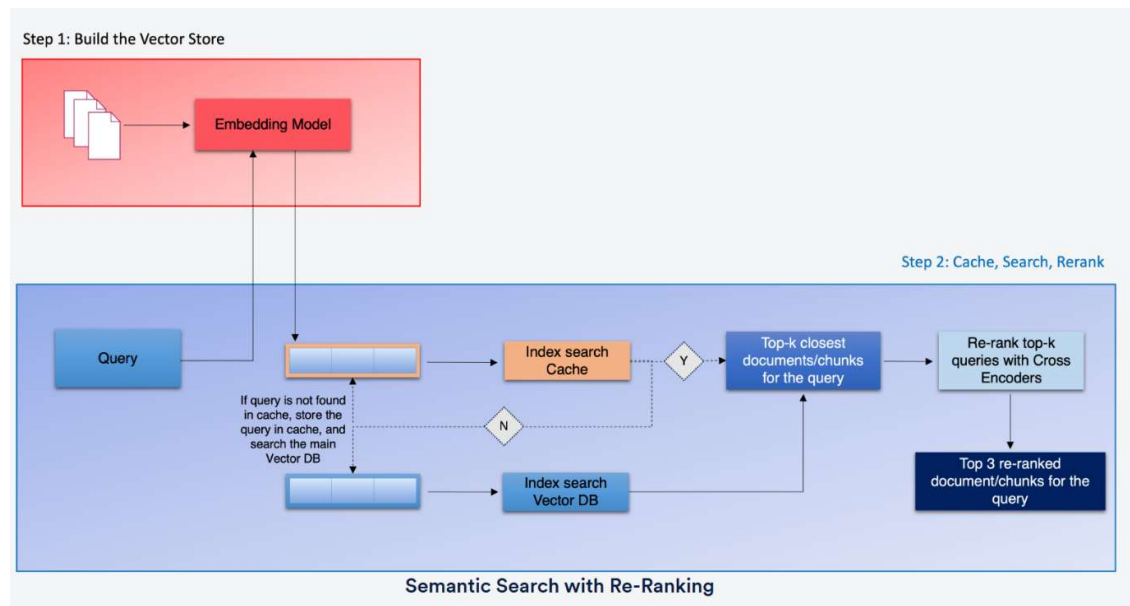 Step 1: Build the Vector Store
Embedding Model
Step 2: Cache, Search, Rerank
Query
Index search
Cache
Y
Top-k closest
documents/chunks
for the query
Re-rank top-k
queries with Cross
Encoders
If query is not found
in cache, store the
query in cache, and
search the main
Vector DB
N
Index search
Vector DB
Top 3 re-ranked
document/chunks for the
query
Semantic Search with Re-Ranking